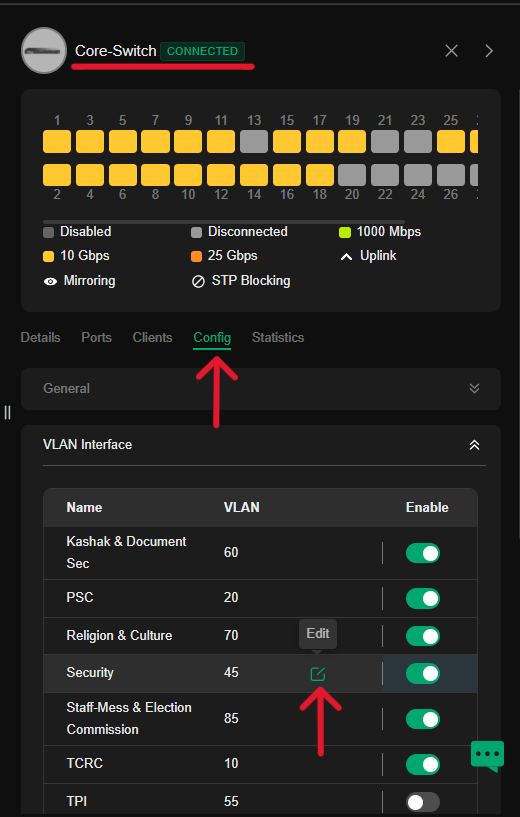 Core-Switch CONNECTED
1 3 5 7 9 11 13 15 17 19 21 23 25
2 4 6 8 10 12 14 16 18 20 22 24 26
Disabled Disconnected 1000 Mbps
10 Gbps 25 Gbps Uplink
Mirroring STP Blocking
Details Ports Clients Config Statistics
General
VLAN Interface
Name VLAN Enable
Kashak & Document
Sec 60
PSC 20
Edit
Religion & Culture 70
Security 45
Staff-Mess & Election
Commission 85
TCRC 10
TPI 55